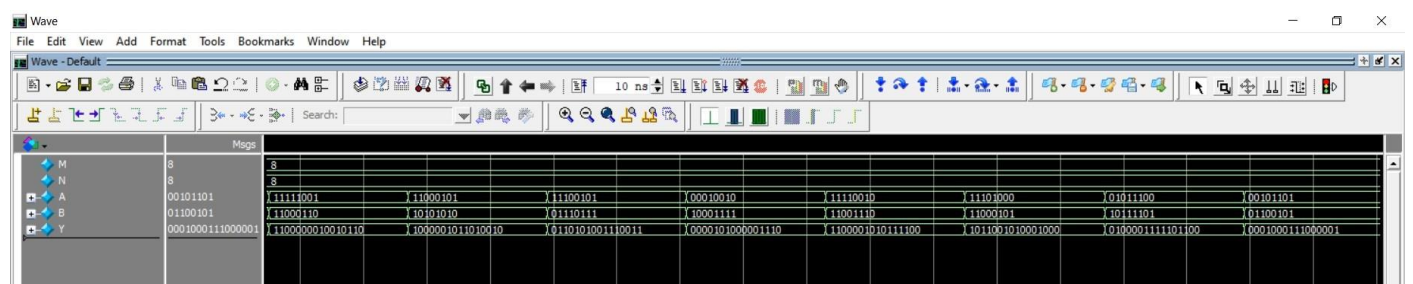 Wave
File Edit View Add Format Tools Bookmarks Window Help
Wave - Default
10 ns
Search:
Msgs
M 8 8
N 8 8
A 00101101 11111001 11000101 11100101 00010010 11110010 11101000 01011100 00101101
B 01100101 11000110 10101010 01110111 10001111 11001110 11000101 10111101 01100101
Y 0001000111000001 1100000010010110 1000001011010010 0110101001110011 0000101000001110 1100001010111100 1011001010001000 0100001111101100 0001000111000001